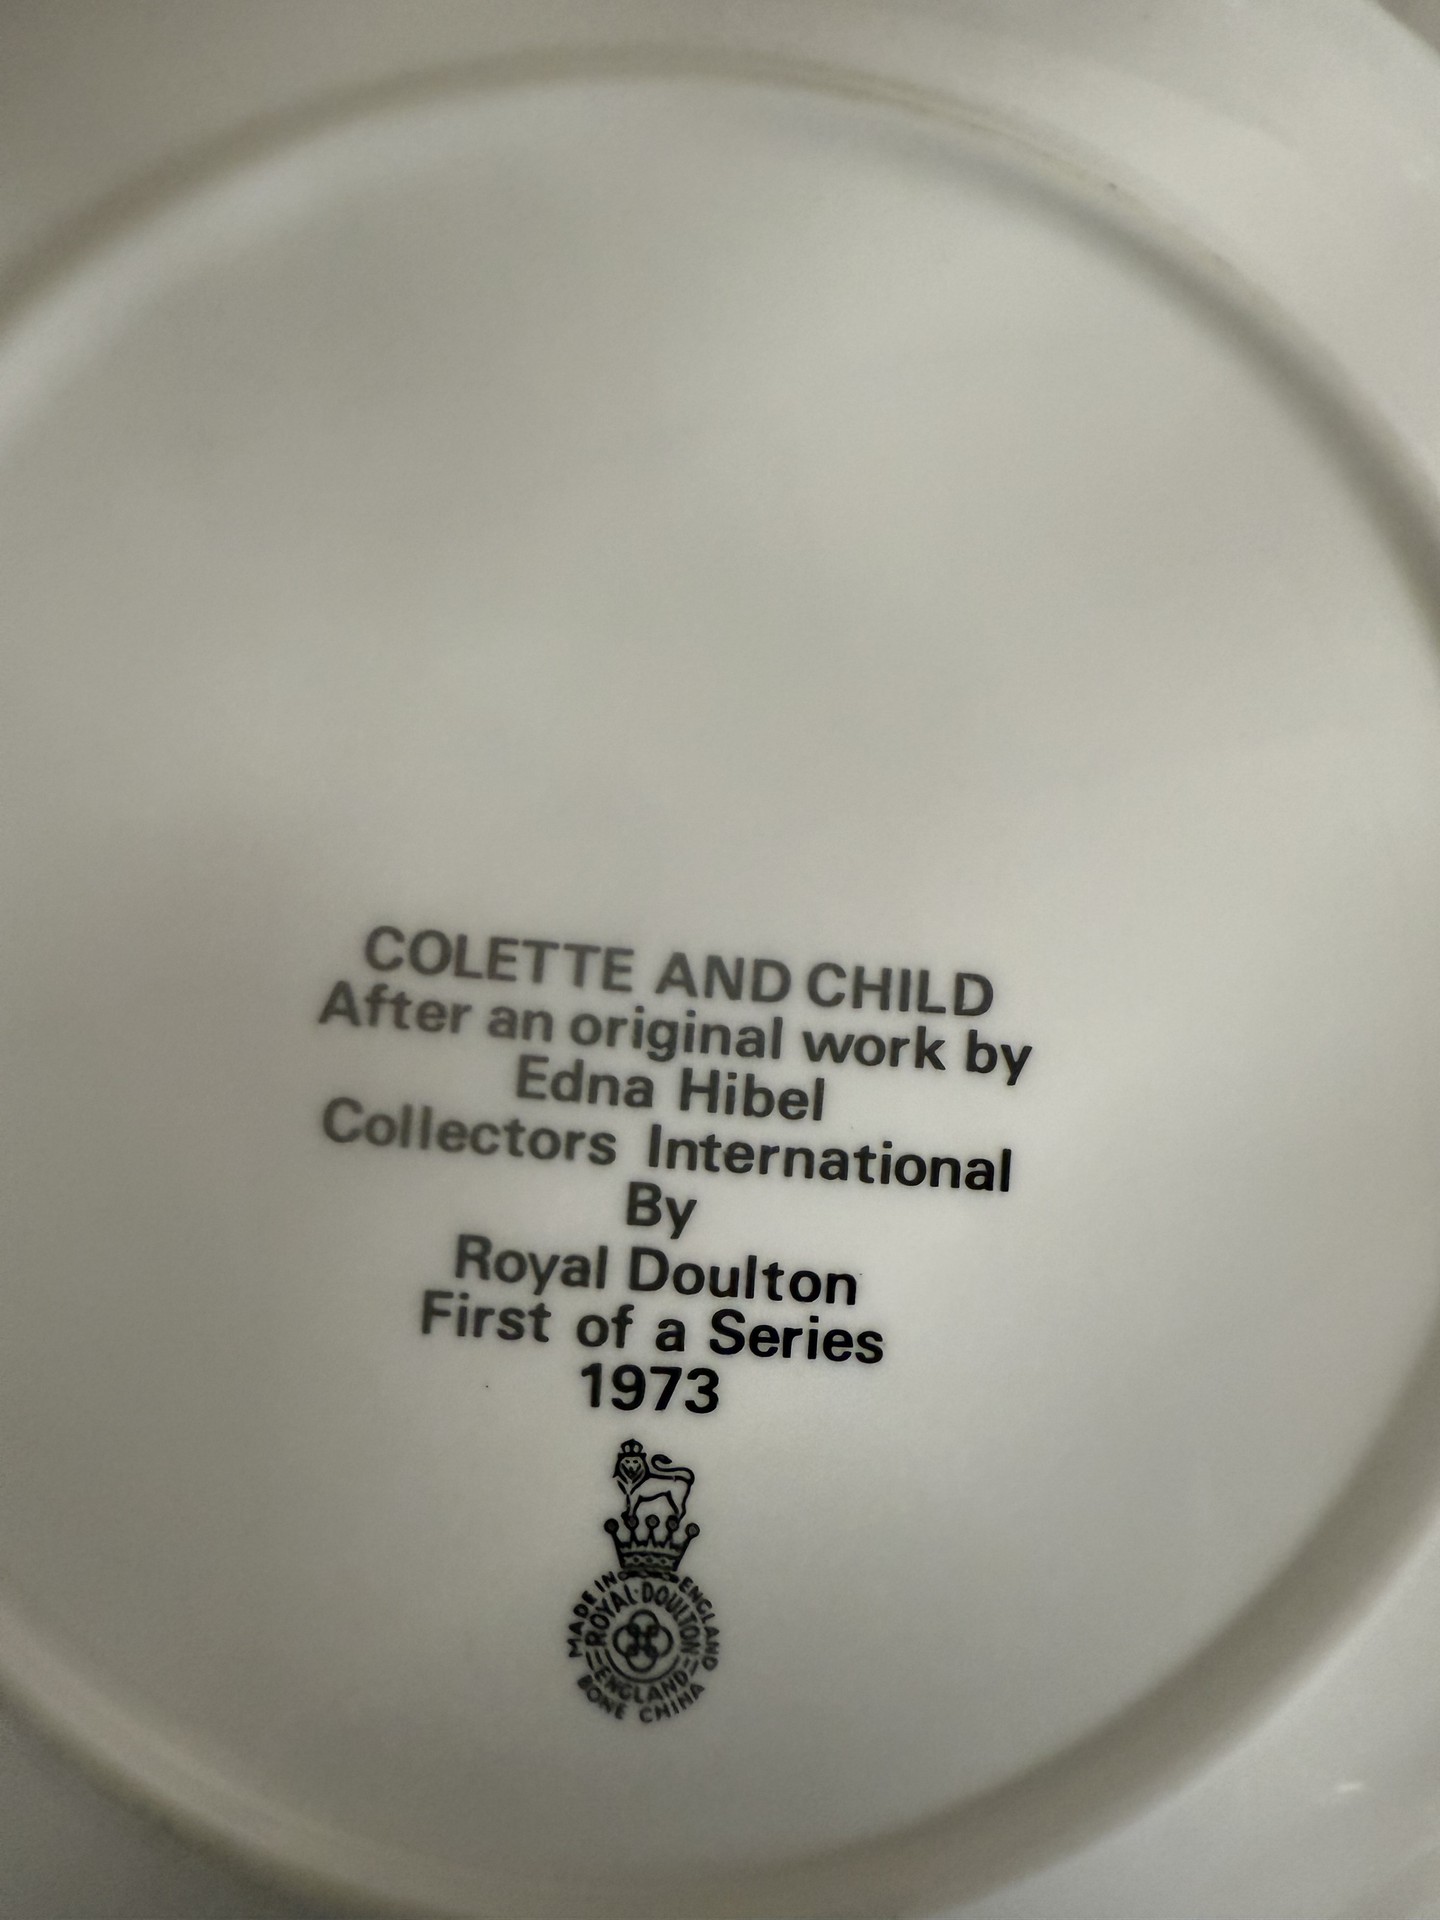 COLETTE AND CHILD
After an original work by
Edna Hibel
Collectors International
By
Royal Doulton
First of a Series
1973
MADE IN ENGLAND
ROYAL·DOULTON
ENGLAND
BONE CHINA